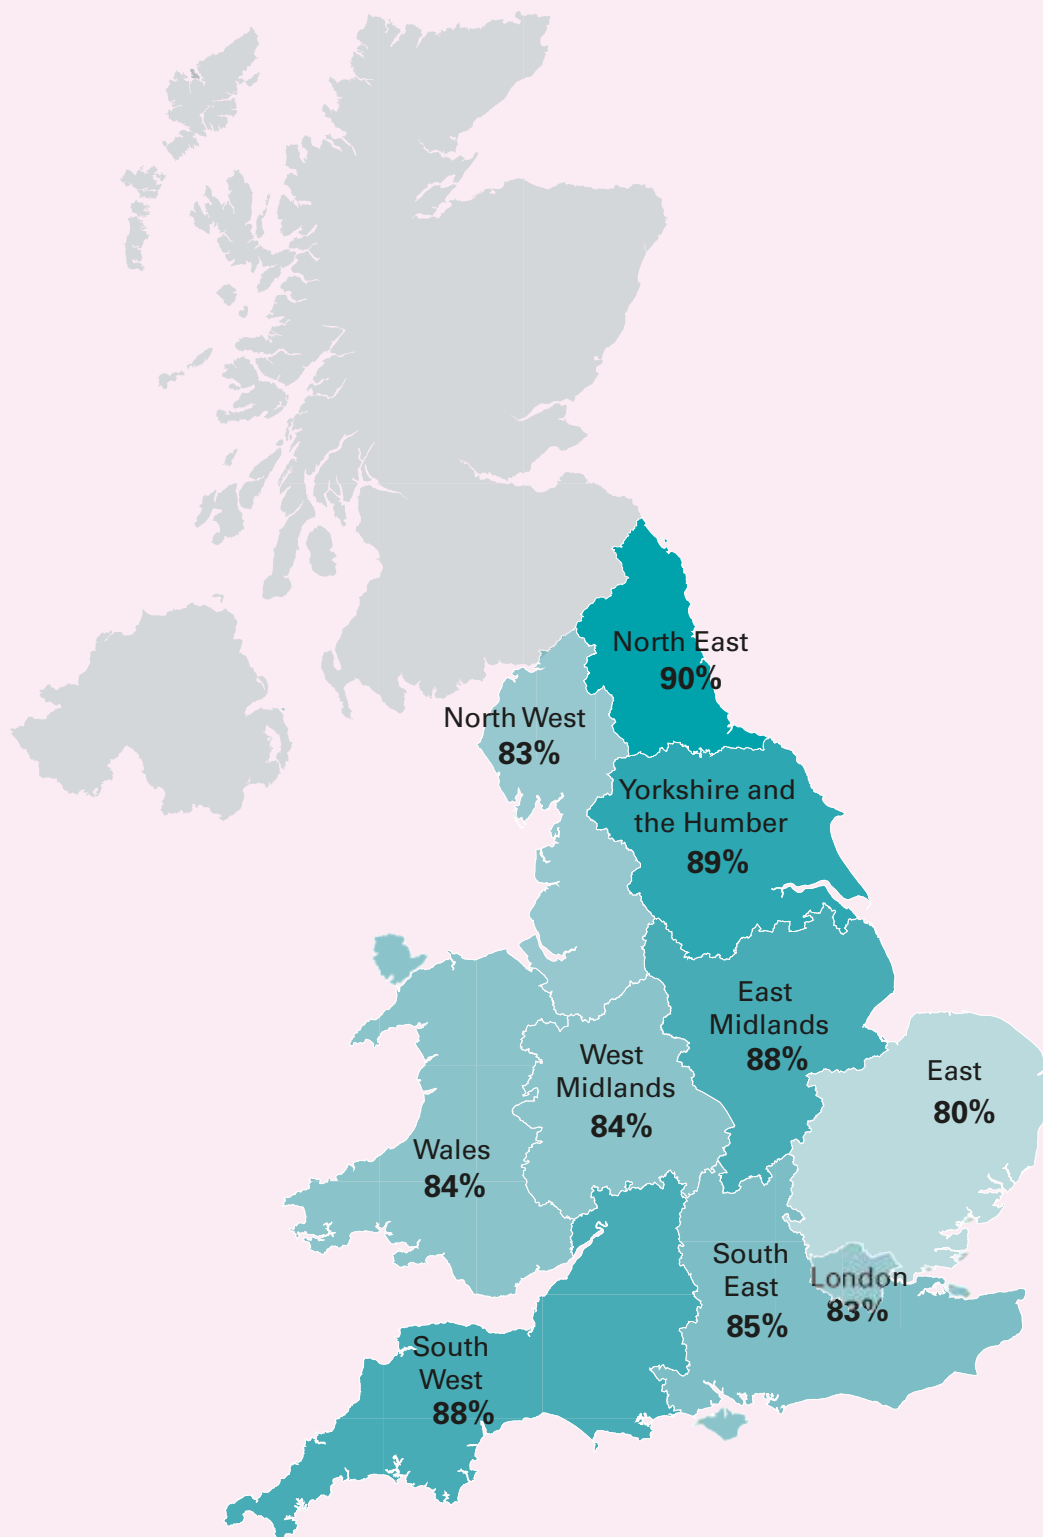 North East
90%
North West
83%
Yorkshire and
the Humber
89%
East
Midlands
88%
West
Midlands
84%
East
80%
Wales
84%
South
East
85%
London
83%
South
West
88%